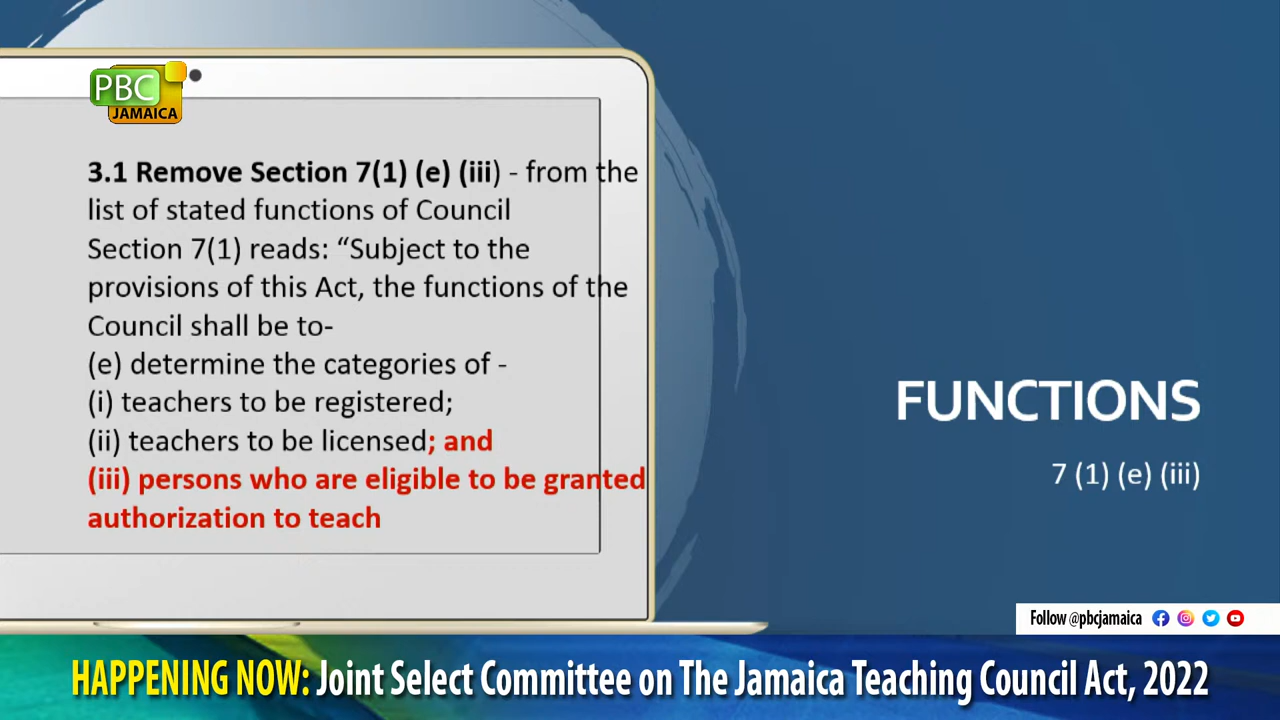 PBC
JAMAICA
3.1 Remove Section 7(1) (e) (iii) - from the
list of stated functions of Council
Section 7(1) reads: “Subject to the
provisions of this Act, the functions of the
Council shall be to-
(e) determine the categories of -
(i) teachers to be registered;
(ii) teachers to be licensed; and
(iii) persons who are eligible to be granted
authorization to teach
FUNCTIONS
7 (1) (e) (iii)
Follow @pbcjamaica
HAPPENING NOW: Joint Select Committee on The Jamaica Teaching Council Act, 2022